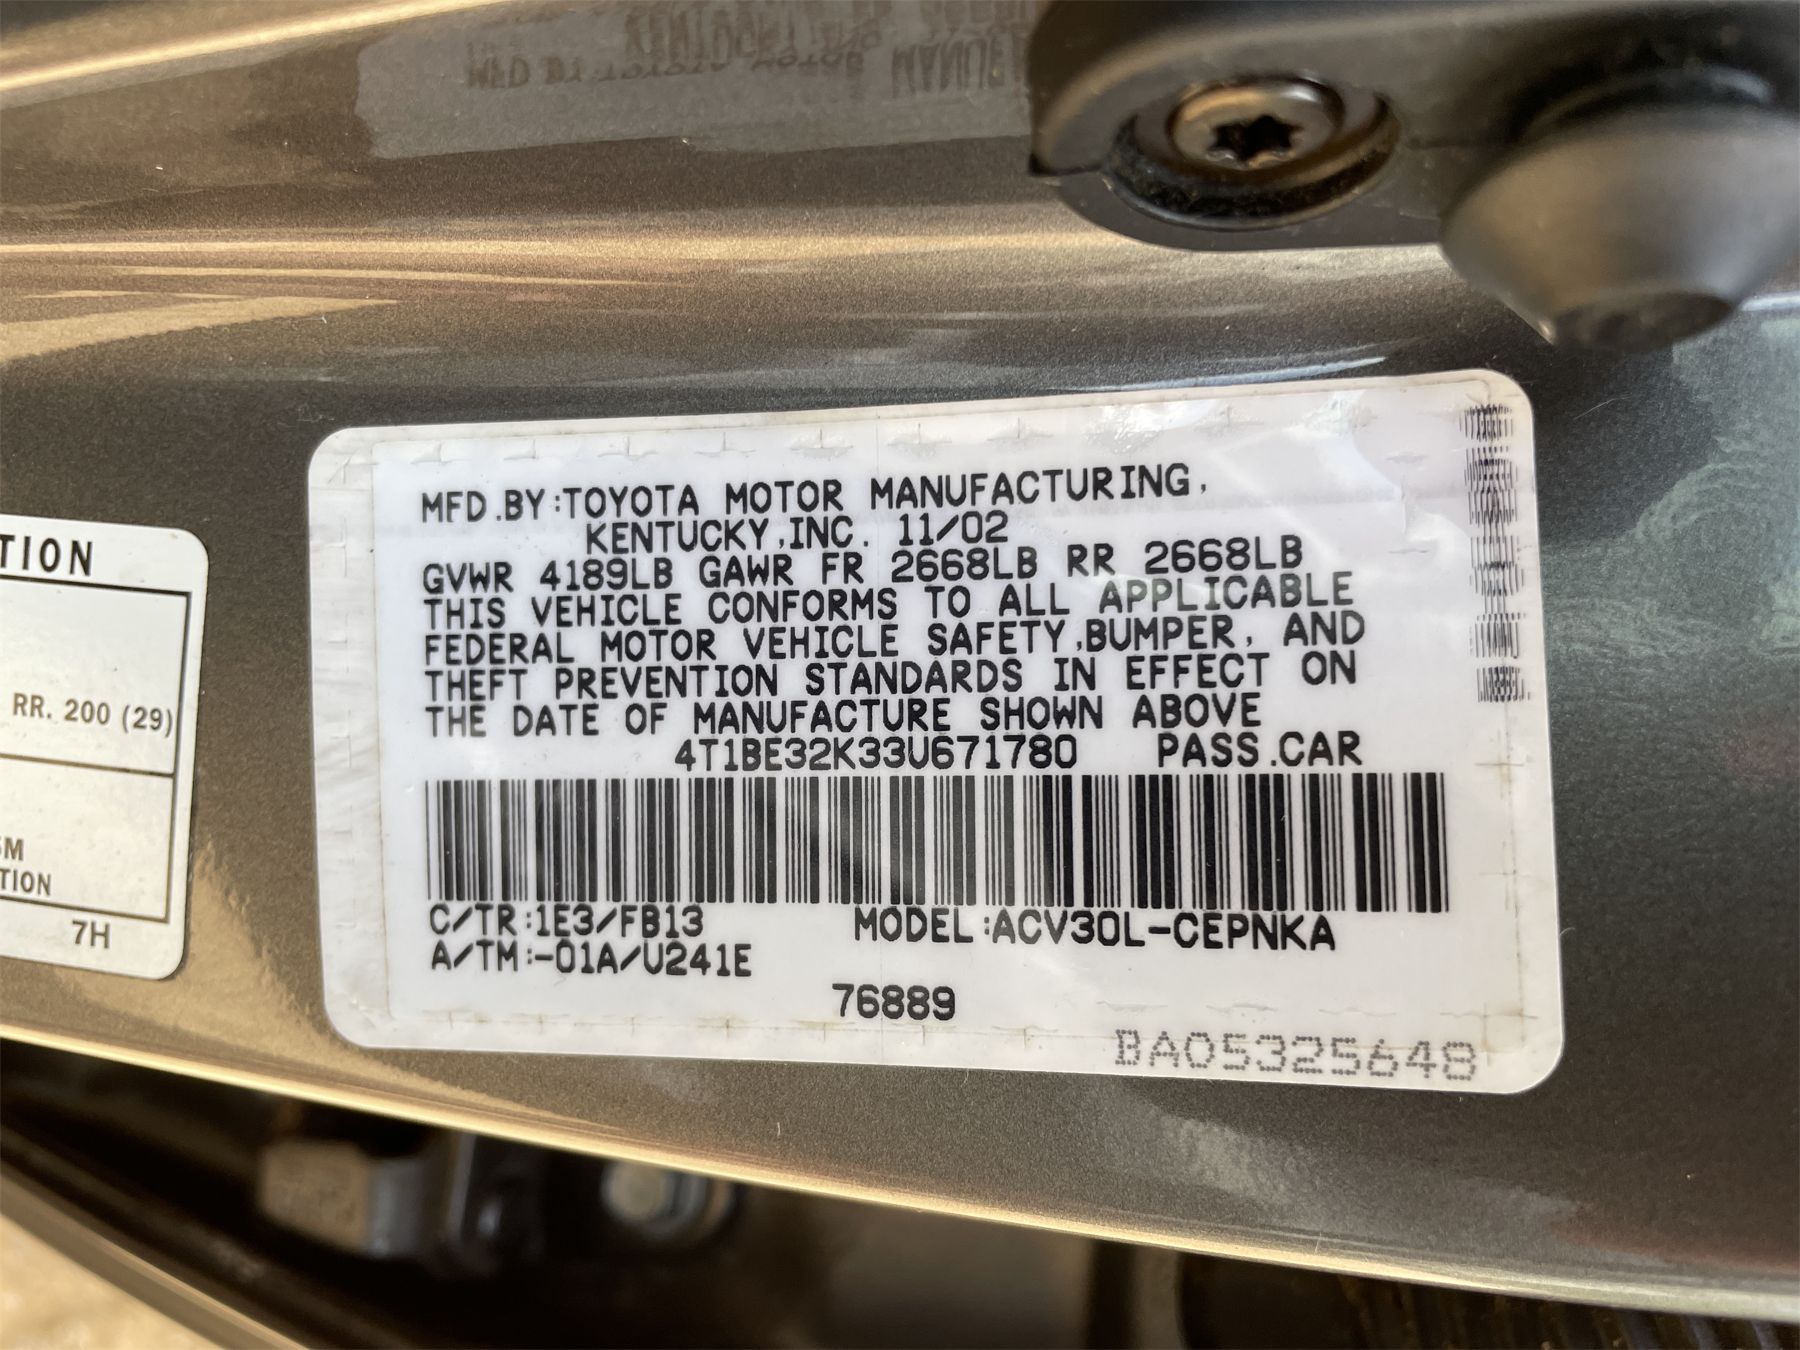 TION
RR. 200 (29)
TION
7H
MFD.BY:TOYOTA MOTOR MANUFACTURING,
KENTUCKY,INC. 11/02
GVWR 4189LB GAWR FR 2668LB RR 2668LB
THIS VEHICLE CONFORMS TO ALL APPLICABLE
FEDERAL MOTOR VEHICLE SAFETY,BUMPER, AND
THEFT PREVENTION STANDARDS IN EFFECT ON
THE DATE OF MANUFACTURE SHOWN ABOVE
4T1BE32K33U671780 PASS.CAR
C/TR:1E3/FB13 MODEL:ACV30L-CEPNKA
A/TM:-01A/U241E
76889
BA05325648